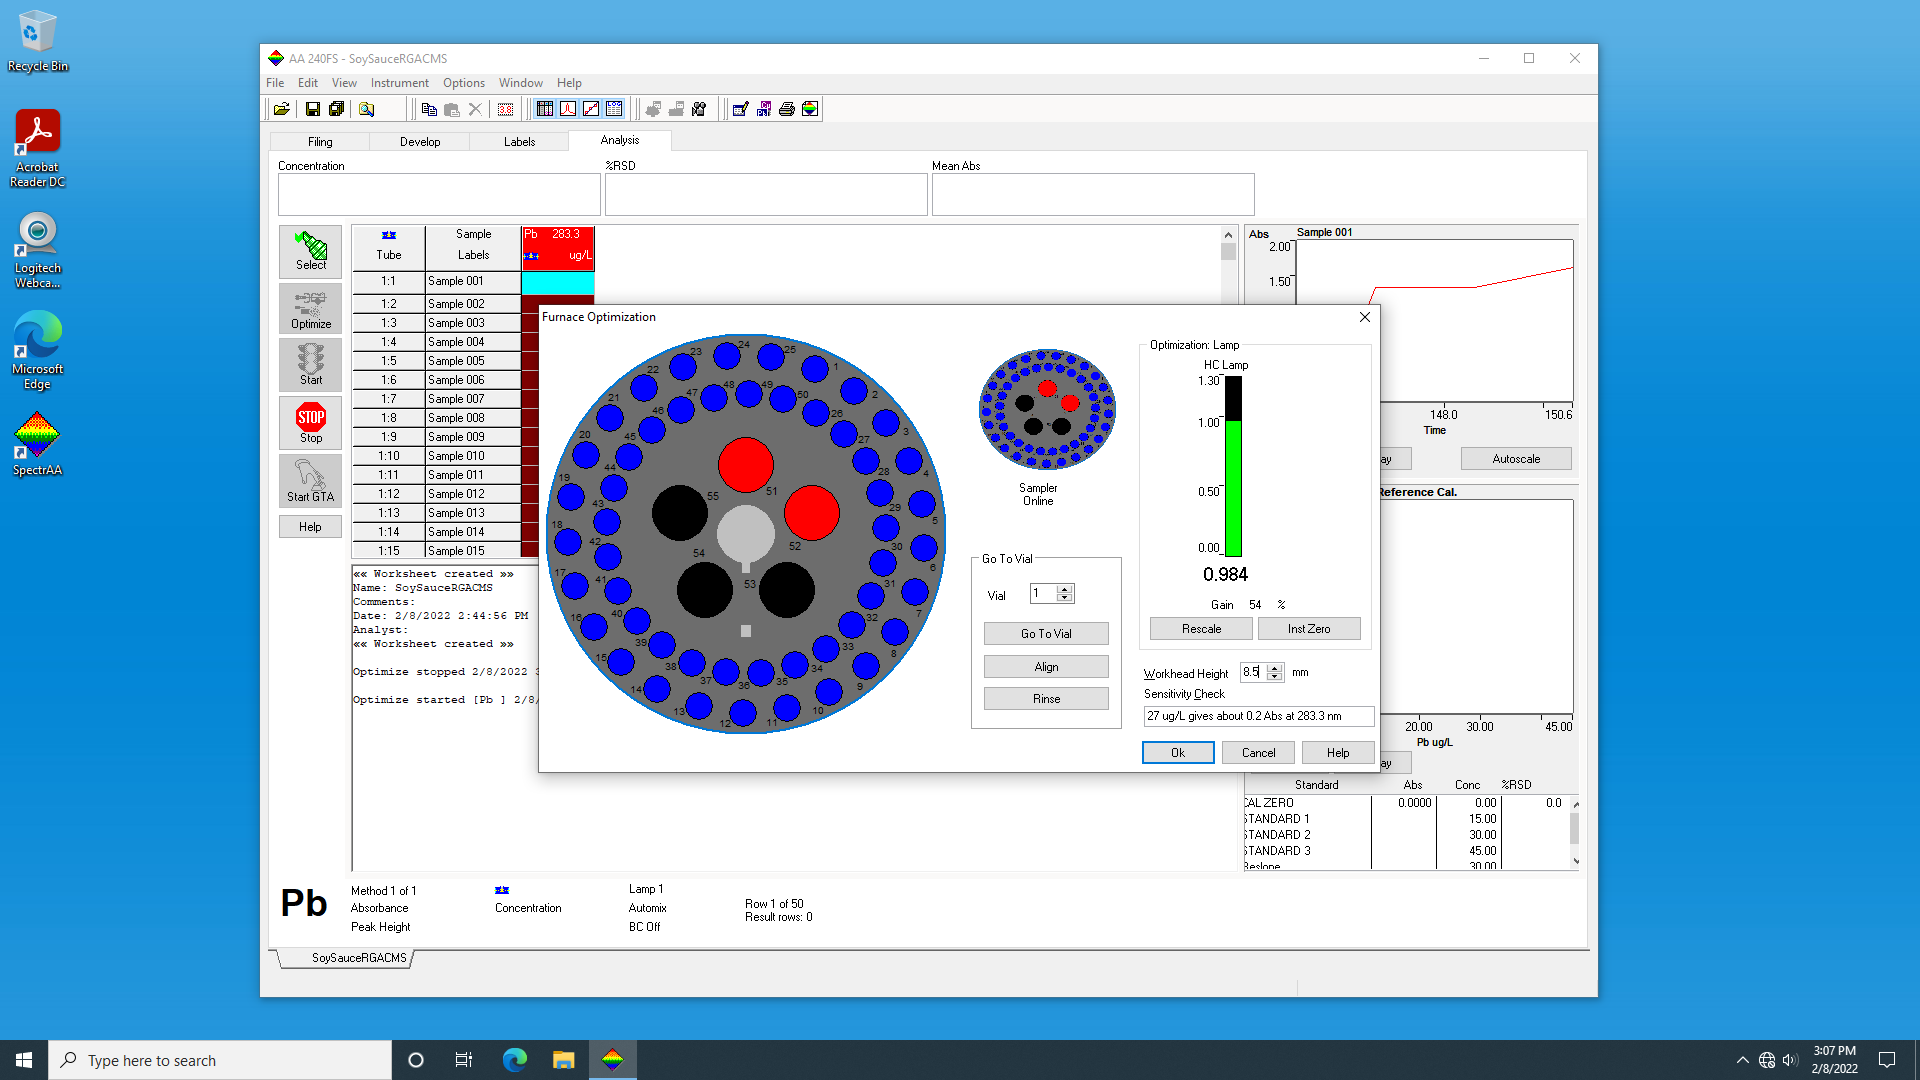 Recycle Bin
Acrobat
Reader DC
Logitech
Webca...
Microsoft
Edge
SpectrAA
AA 240FS - SoySauceRGACMS
File Edit View Instrument Options Window Help
Filing Develop Labels Analysis
Concentration %RSD Mean Abs
Select
Optimize
Start
STOP
Stop
Start GTA
Help
Tube Sample Labels Pb 283.3 ug/L
1:1 Sample 001
1:2 Sample 002
1:3 Sample 003
1:4 Sample 004
1:5 Sample 005
1:6 Sample 006
1:7 Sample 007
1:8 Sample 008
1:9 Sample 009
1:10 Sample 010
1:11 Sample 011
1:12 Sample 012
1:13 Sample 013
1:14 Sample 014
1:15 Sample 015
«« Worksheet created »»
Name: SoySauceRGACMS
Comments:
Date: 2/8/2022 2:44:56 PM
Analyst:
«« Worksheet created »»
Optimize stopped 2/8/2022 3
Optimize started [Pb ] 2/8/
Abs Sample 001
2.00
1.50
148.0 150.6
Time
ay Autoscale
Reference Cal.
20.00 30.00 45.00
Pb ug/L
ay
Standard Abs Conc %RSD
CAL ZERO 0.0000 0.00 0.0
STANDARD 1 15.00
STANDARD 2 30.00
STANDARD 3 45.00
Reslope 30.00
Furnace Optimization
1
2
3
4
5
6
7
8
9
10
11
12
13
14
15
16
17
18
19
20
21
22
23
24
25
26
27
28
29
30
31
32
33
34
35
36
37
38
39
40
41
42
43
44
45
46
47
48
49
50
51
52
53
54
55
Sampler
Online
Go To Vial
Vial 1
Go To Vial
Align
Rinse
Optimization: Lamp
HC Lamp
1.30
1.00
0.50
0.00
0.984
Gain 54 %
Rescale Inst Zero
Workhead Height 8.5 mm
Sensitivity Check
27 ug/L gives about 0.2 Abs at 283.3 nm
Ok Cancel Help
Pb
Method 1 of 1
Absorbance
Peak Height
Concentration
Lamp 1
Automix
BC Off
Row 1 of 50
Result rows: 0
SoySauceRGACMS
Type here to search
3:07 PM
2/8/2022